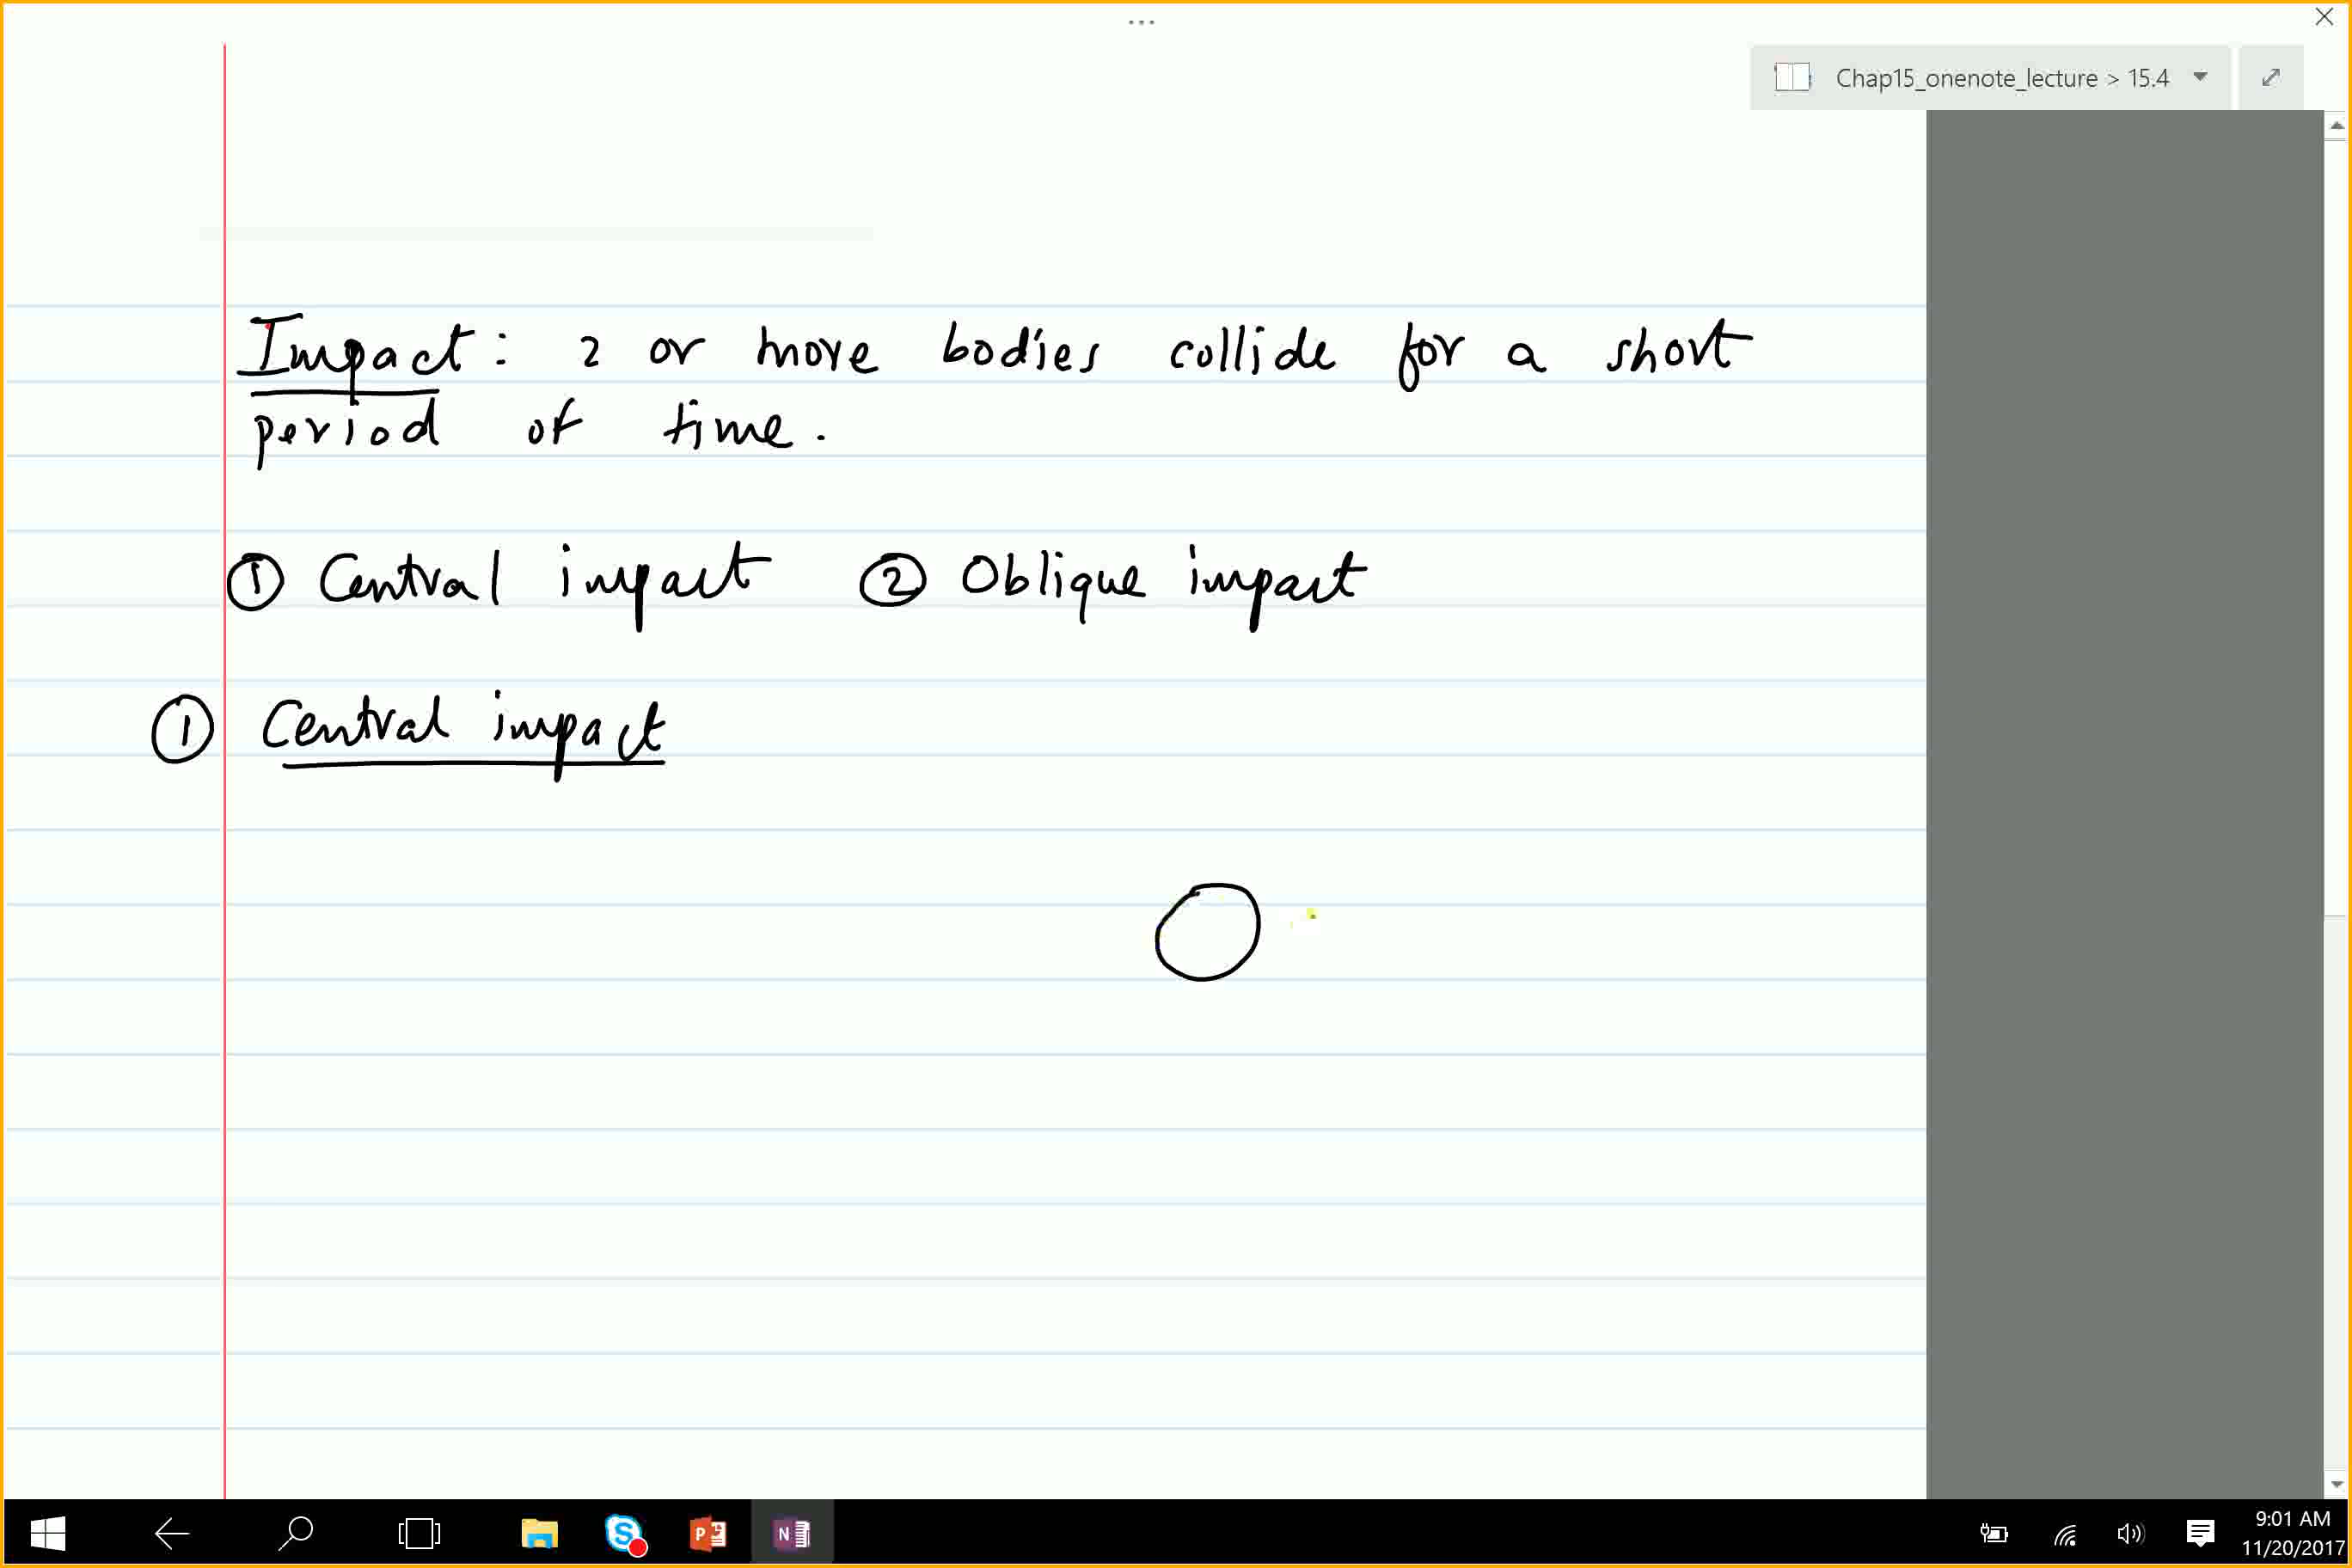 Chap15_onenote_lecture > 15.4
Impact: 2 or more bodies collide for a short
period of time.
① Central impact ② Oblique impact
① Central impact
9:01 AM
11/20/2017